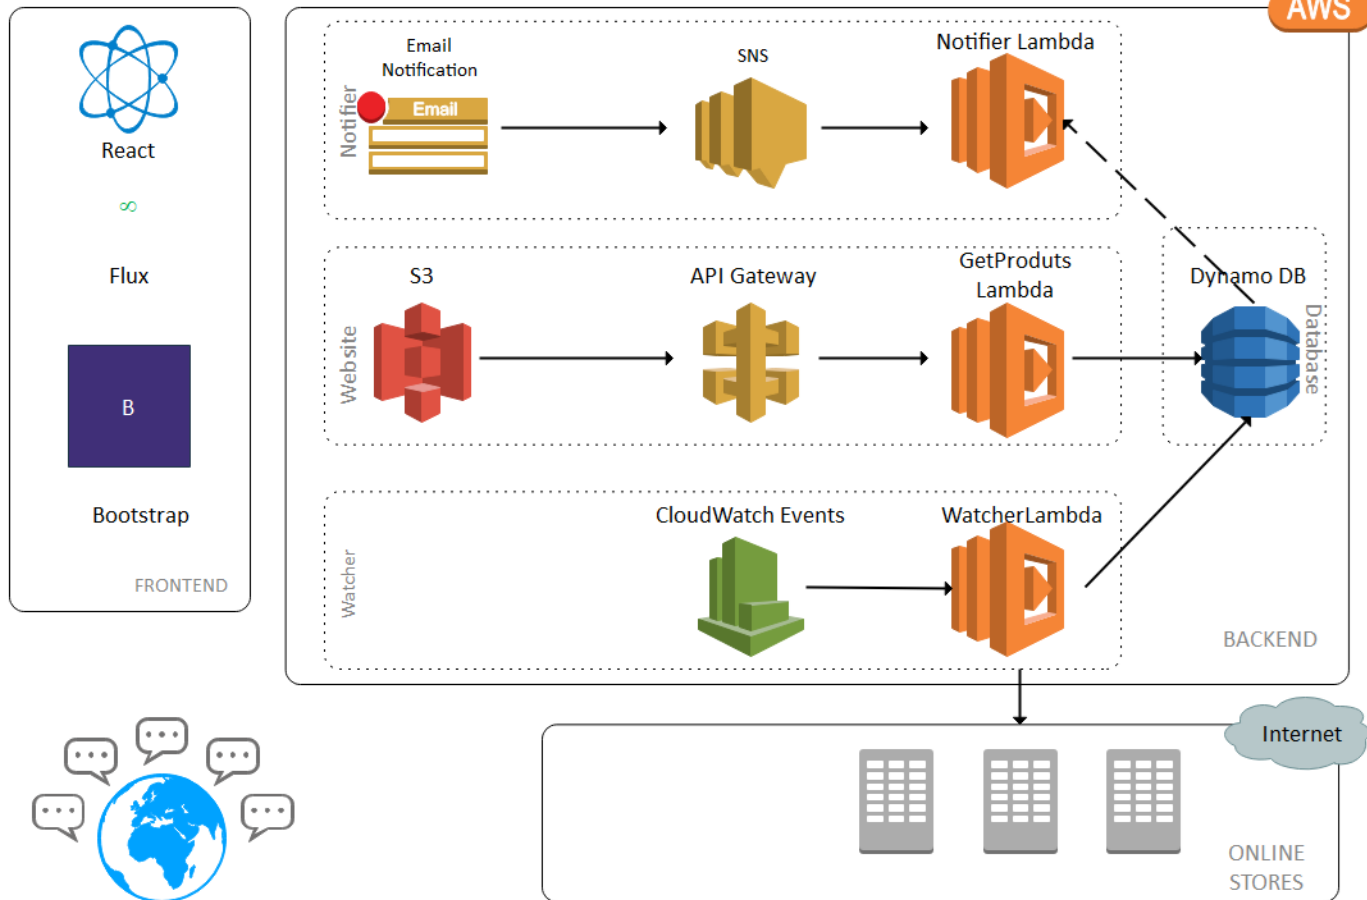 React
∞
Flux
B
Bootstrap
FRONTEND
AWS
Notifier
Email
Notification
Email
SNS
Notifier Lambda
Website
S3
API Gateway
GetProduts
Lambda
Dynamo DB
Database
Watcher
CloudWatch Events
WatcherLambda
BACKEND
Internet
ONLINE
STORES